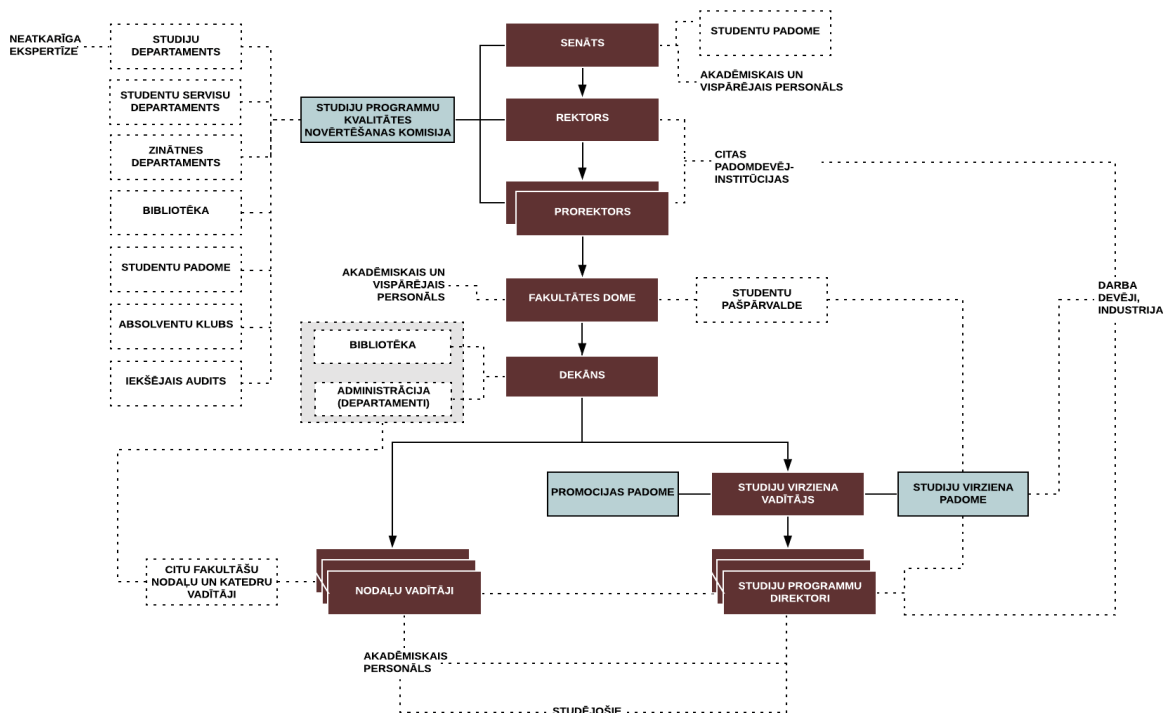 NEATKARĪGA
EKSPERTĪZE
STUDIJU
DEPARTAMENTS
STUDENTU SERVISU
DEPARTAMENTS
ZINĀTNES
DEPARTAMENTS
BIBLIOTĒKA
STUDENTU PADOME
ABSOLVENTU KLUBS
IEKŠĒJAIS AUDITS
STUDIJU PROGRAMMU
KVALITĀTES
NOVĒRTĒŠANAS KOMISIJA
SENĀTS
STUDENTU PADOME
AKADĒMISKAIS UN
VISPĀRĒJAIS PERSONĀLS
REKTORS
CITAS
PADOMDEVĒJ-
INSTITŪCIJAS
PROREKTORS
AKADĒMISKAIS UN
VISPĀRĒJAIS
PERSONĀLS
FAKULTĀTES DOME
STUDENTU
PAŠPĀRVALDE
DARBA
DEVĒJI,
INDUSTRIJA
BIBLIOTĒKA
ADMINISTRĀCIJA
(DEPARTAMENTI)
DEKĀNS
PROMOCIJAS PADOME
STUDIJU VIRZIENA
VADĪTĀJS
STUDIJU VIRZIENA
PADOME
CITU FAKULTĀŠU
NODAĻU UN KATEDRU
VADĪTĀJI
NODAĻU VADĪTĀJI
STUDIJU PROGRAMMU
DIREKTORI
AKADĒMISKAIS
PERSONĀLS
STUDĒJOŠIE